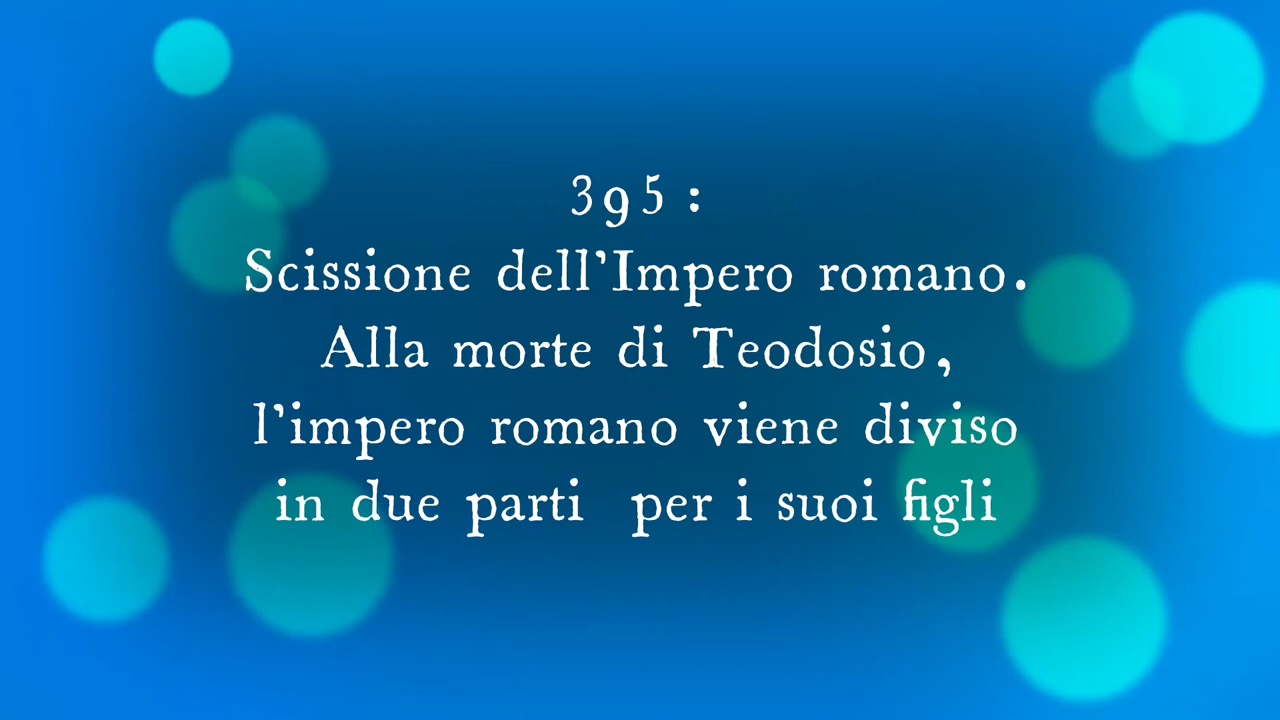 395 :
Scissione dell'Impero romano.
Alla morte di Teodosio,
l'impero romano viene diviso
in due parti  per i suoi figli